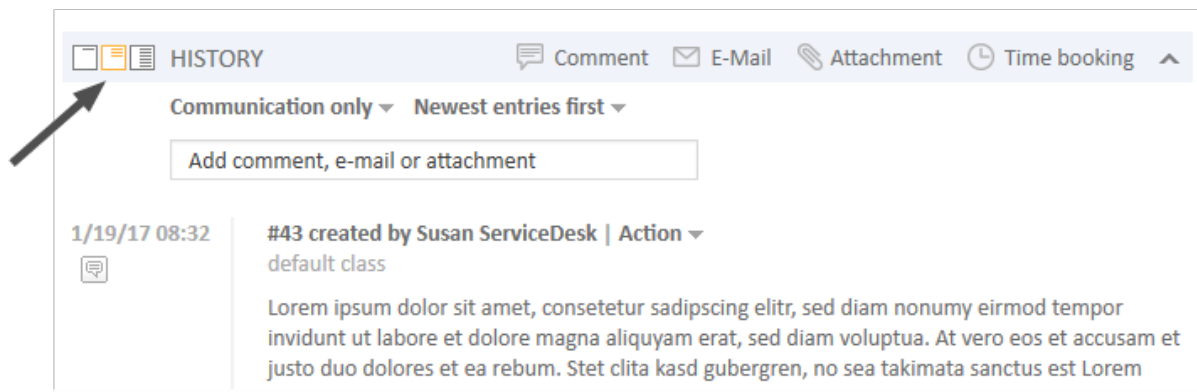 HISTORY Comment E-Mail Attachment Time booking
Communication only Newest entries first
Add comment, e-mail or attachment
1/19/17 08:32 #43 created by Susan ServiceDesk | Action
default class
Lorem ipsum dolor sit amet, consetetur sadipscing elitr, sed diam nonumy eirmod tempor
invidunt ut labore et dolore magna aliquyam erat, sed diam voluptua. At vero eos et accusam et
justo duo dolores et ea rebum. Stet clita kasd gubergren, no sea takimata sanctus est Lorem